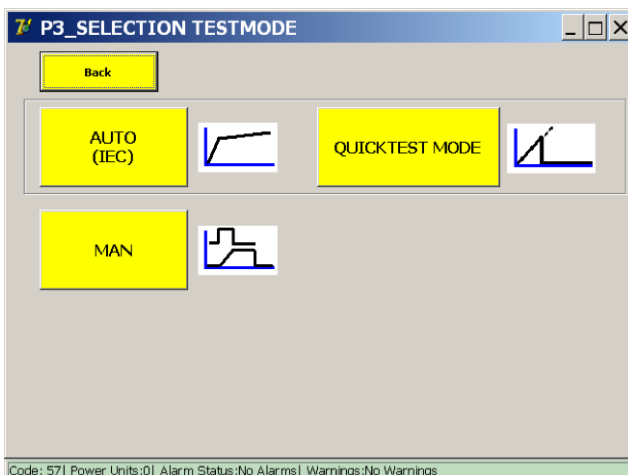 P3_SELECTION TESTMODE
Back
AUTO
(IEC)
QUICKTEST MODE
MAN
Code: 57| Power Units:0| Alarm Status:No Alarms| Warnings:No Warnings